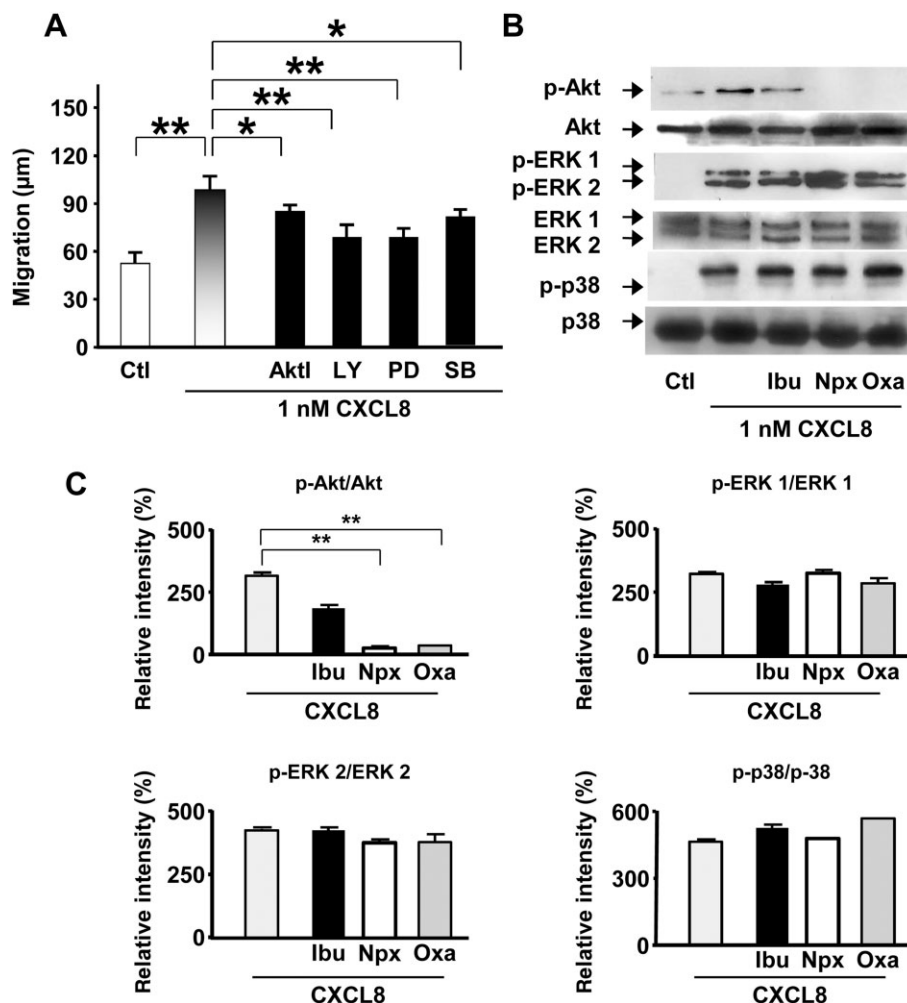 A
*
**
**
**
*
Migration (µm)
150
120
90
60
30
0
Ctl
AktI LY PD SB
1 nM CXCL8
B
p-Akt
Akt
p-ERK 1
p-ERK 2
ERK 1
ERK 2
p-p38
p38
Ctl Ibu Npx Oxa
1 nM CXCL8
C
p-Akt/Akt
Relative intensity (%)
500
250
0
**
**
Ibu Npx Oxa
CXCL8
p-ERK 1/ERK 1
Relative intensity (%)
500
250
0
Ibu Npx Oxa
CXCL8
p-ERK 2/ERK 2
Relative intensity (%)
500
250
0
Ibu Npx Oxa
CXCL8
p-p38/p-38
Relative intensity (%)
600
300
0
Ibu Npx Oxa
CXCL8